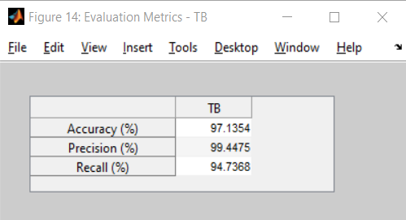 Figure 14: Evaluation Metrics - TB
File Edit View Insert Tools Desktop Window Help
TB
Accuracy (%) 97.1354
Precision (%) 99.4475
Recall (%) 94.7368